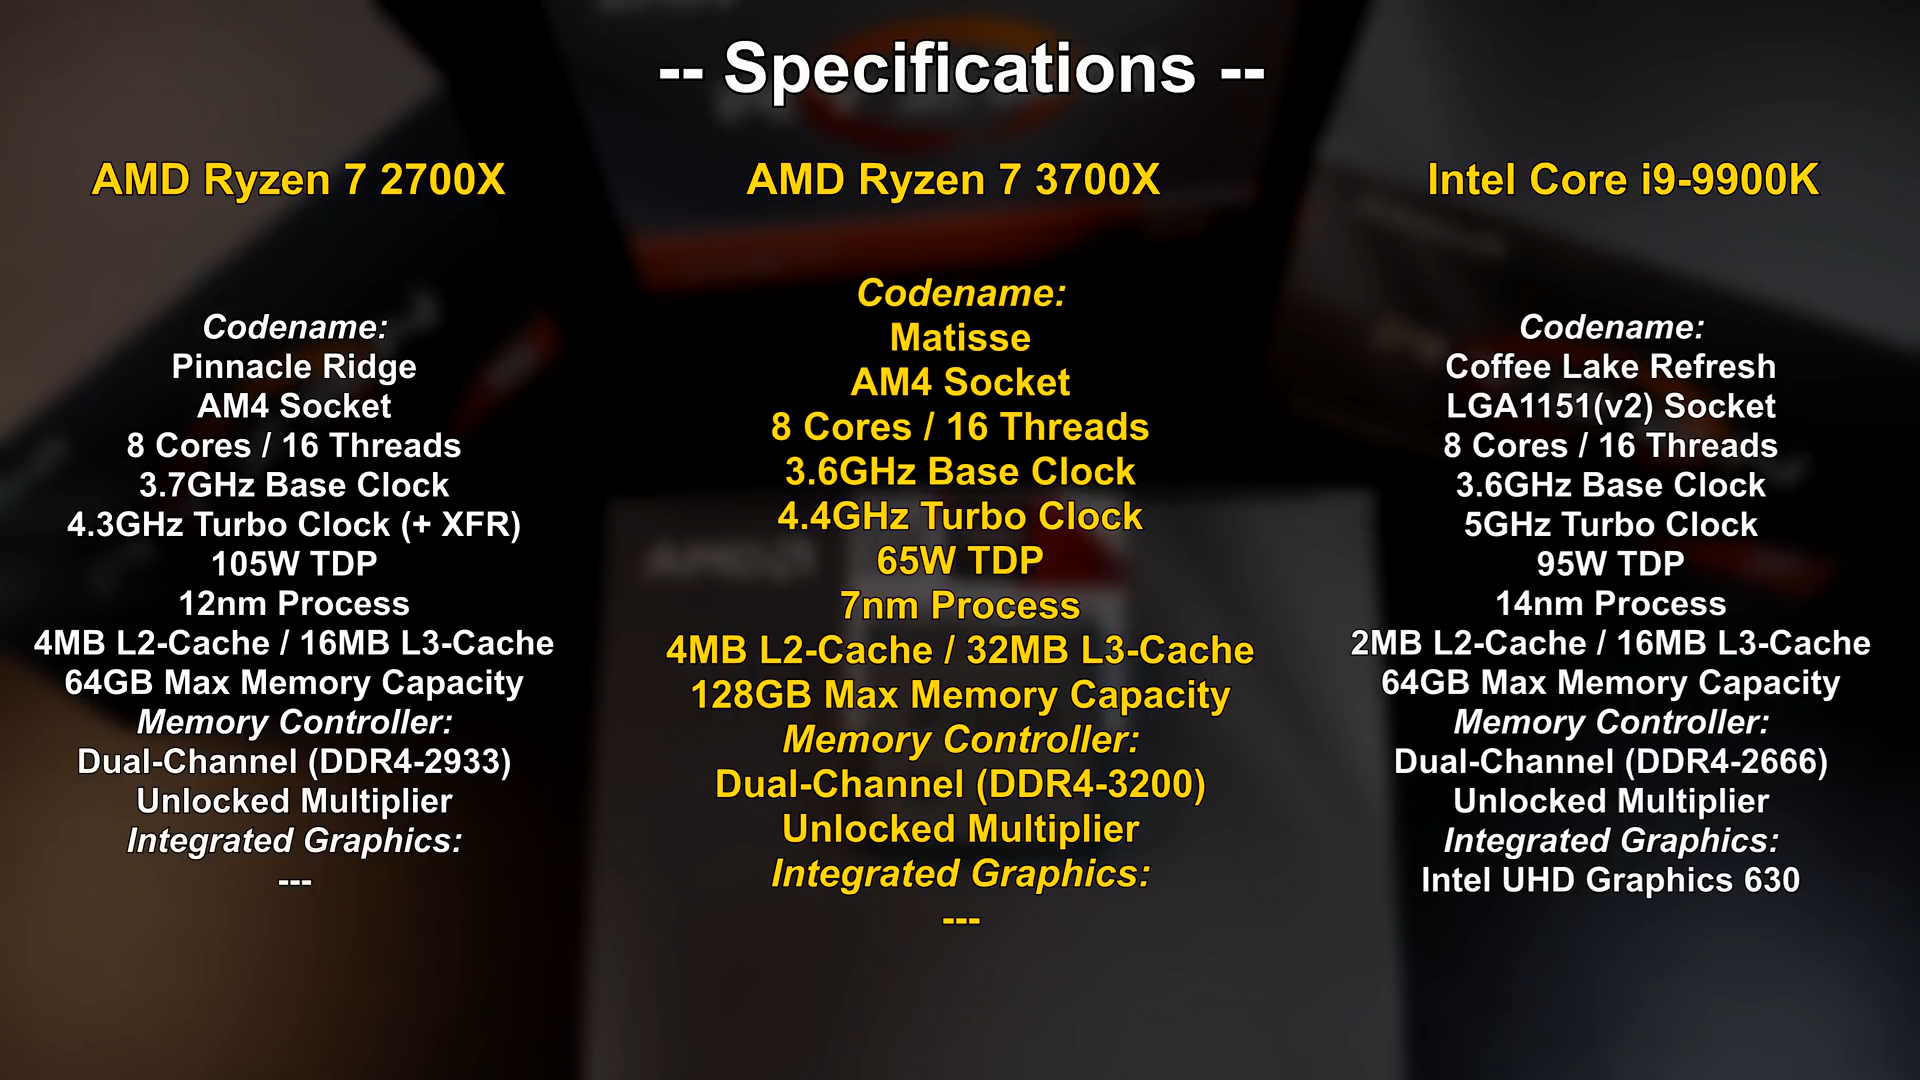 -- Specifications --
AMD Ryzen 7 2700X
Codename:
Pinnacle Ridge
AM4 Socket
8 Cores / 16 Threads
3.7GHz Base Clock
4.3GHz Turbo Clock (+ XFR)
105W TDP
12nm Process
4MB L2-Cache / 16MB L3-Cache
64GB Max Memory Capacity
Memory Controller:
Dual-Channel (DDR4-2933)
Unlocked Multiplier
Integrated Graphics:
---
AMD Ryzen 7 3700X
Codename:
Matisse
AM4 Socket
8 Cores / 16 Threads
3.6GHz Base Clock
4.4GHz Turbo Clock
65W TDP
7nm Process
4MB L2-Cache / 32MB L3-Cache
128GB Max Memory Capacity
Memory Controller:
Dual-Channel (DDR4-3200)
Unlocked Multiplier
Integrated Graphics:
---
Intel Core i9-9900K
Codename:
Coffee Lake Refresh
LGA1151(v2) Socket
8 Cores / 16 Threads
3.6GHz Base Clock
5GHz Turbo Clock
95W TDP
14nm Process
2MB L2-Cache / 16MB L3-Cache
64GB Max Memory Capacity
Memory Controller:
Dual-Channel (DDR4-2666)
Unlocked Multiplier
Integrated Graphics:
Intel UHD Graphics 630